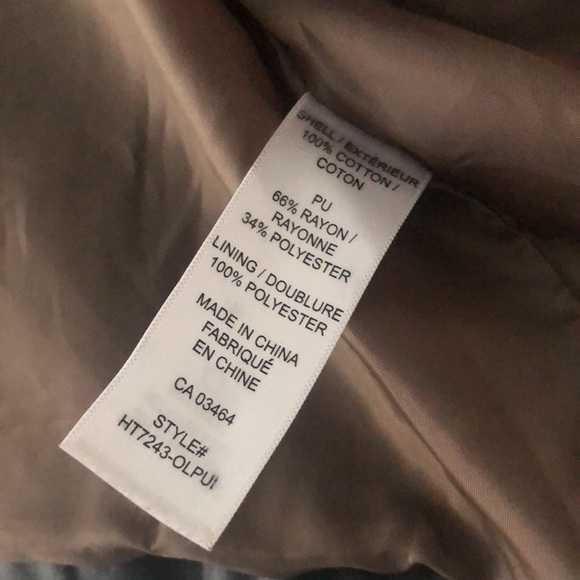 SHELL / EXTÉRIEUR
100% COTTON /
COTON
PU
66% RAYON /
RAYONNE
34% POLYESTER
LINING / DOUBLURE
100% POLYESTER
MADE IN CHINA
FABRIQUÉ
EN CHINE
CA 03464
STYLE#
HT7243-OLPUI